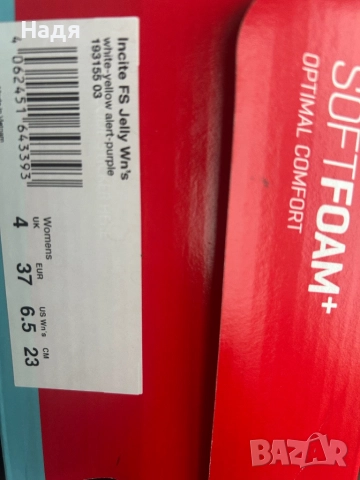 Надя
Incite FS Jelly Wn's
white-yellow alert-purple
193155 03
4 062451 643393
Womens
UK EUR US Wn's CM
4 37 6.5 23
SOFTFOAM+
OPTIMAL COMFORT
BAZAR